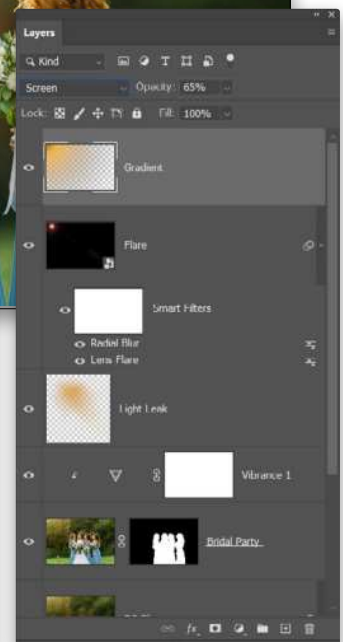 Layers
Kind
Screen
Opacity: 65%
Lock:
Fill: 100%
Gradient
Flare
Smart Filters
Radial Blur
Lens Flare
Light Leak
Vibrance 1
Bridal Party
fx